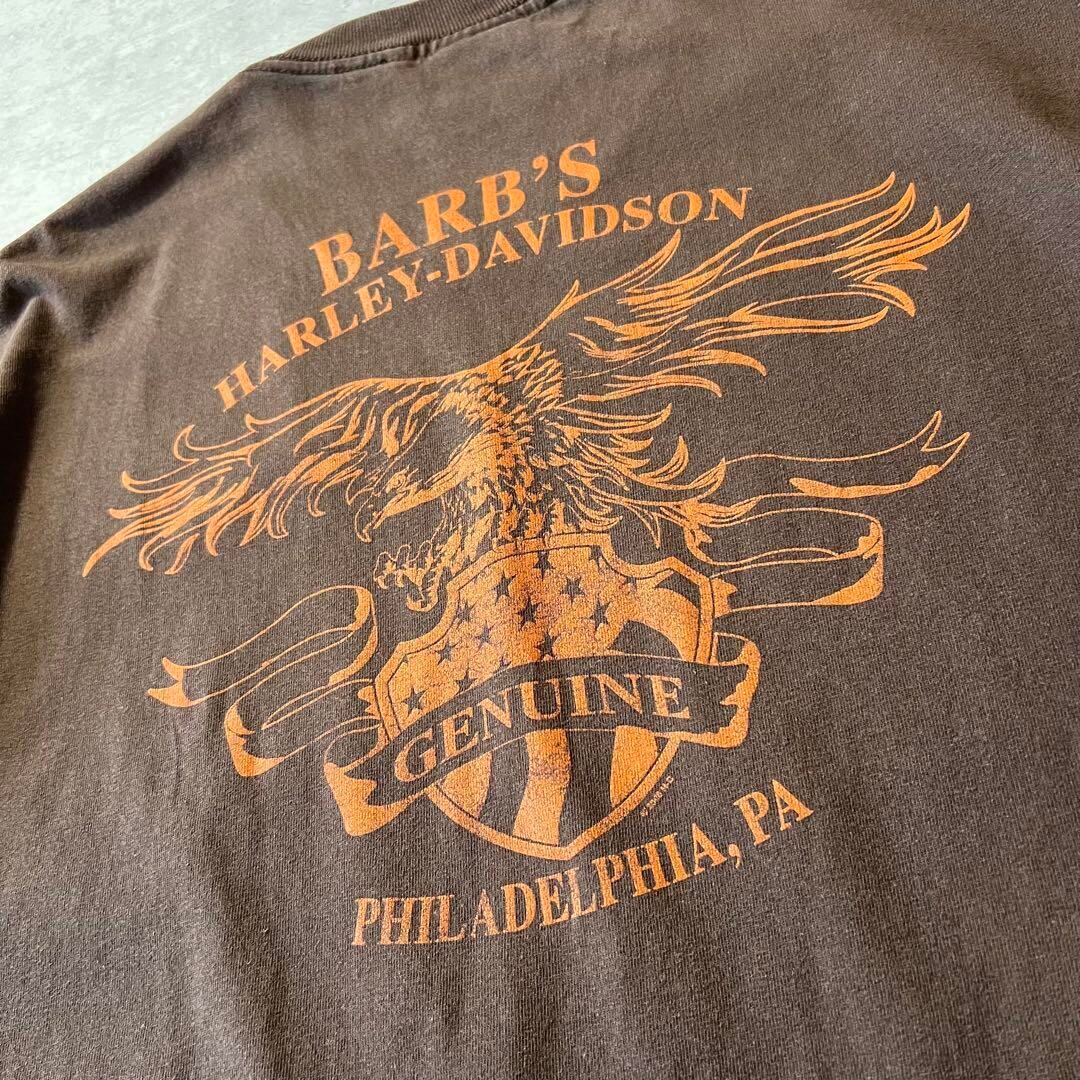 BARB'S
HARLEY-DAVIDSON
GENUINE
PHILADELPHIA, PA